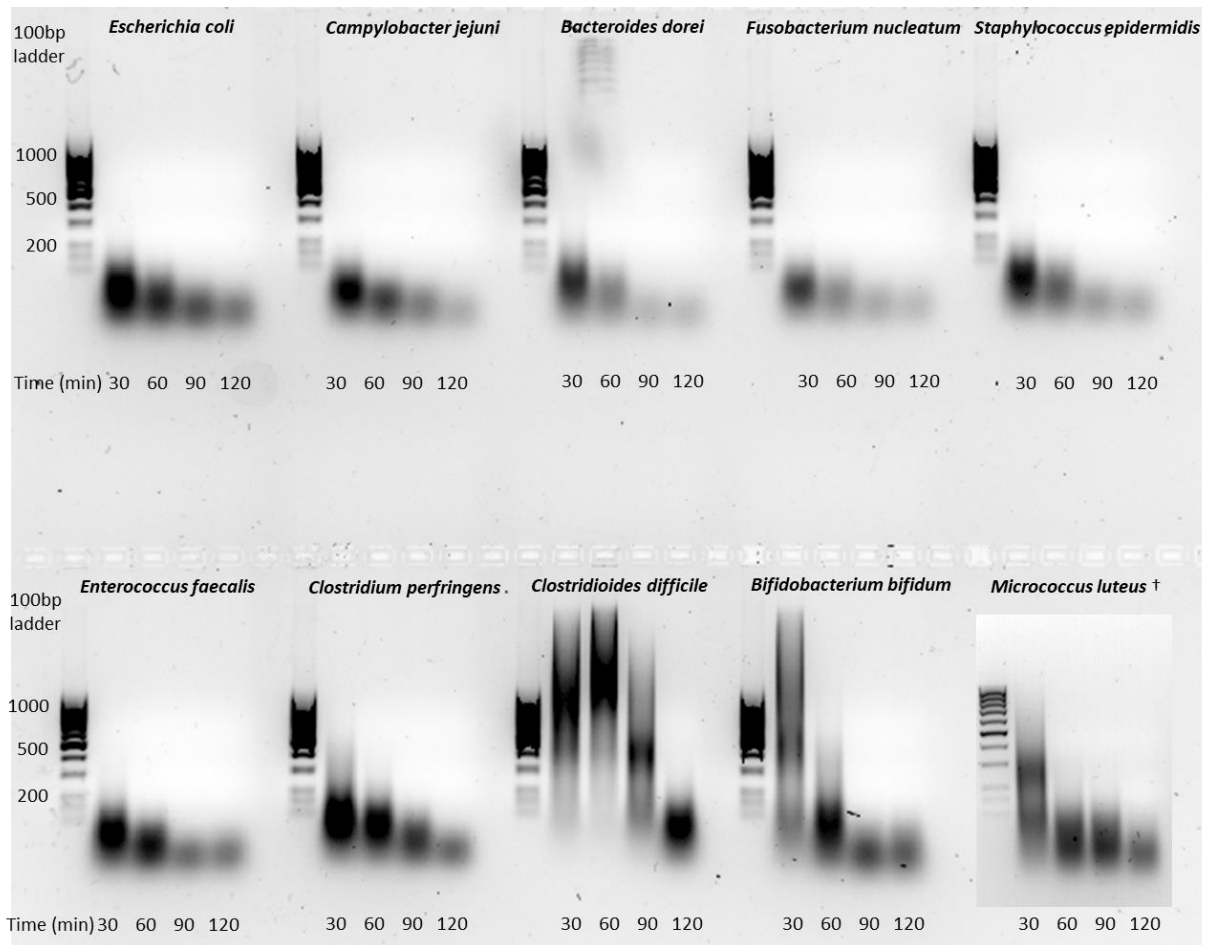 Escherichia coli Campylobacter jejuni Bacteroides dorei Fusobacterium nucleatum Staphylococcus epidermidis
100bp
ladder
1000
500
200
Time (min) 30 60 90 120 30 60 90 120 30 60 90 120 30 60 90 120 30 60 90 120
Enterococcus faecalis Clostridium perfringens Clostridioides difficile Bifidobacterium bifidum Micrococcus luteus †
100bp
ladder
1000
500
200
Time (min) 30 60 90 120 30 60 90 120 30 60 90 120 30 60 90 120 30 60 90 120